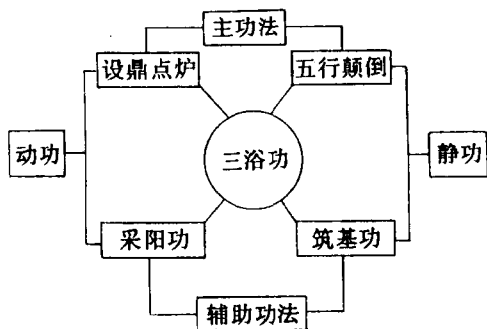 主功法
设鼎点炉
五行颠倒
动功
三浴功
静功
采阳功
筑基功
辅助功法